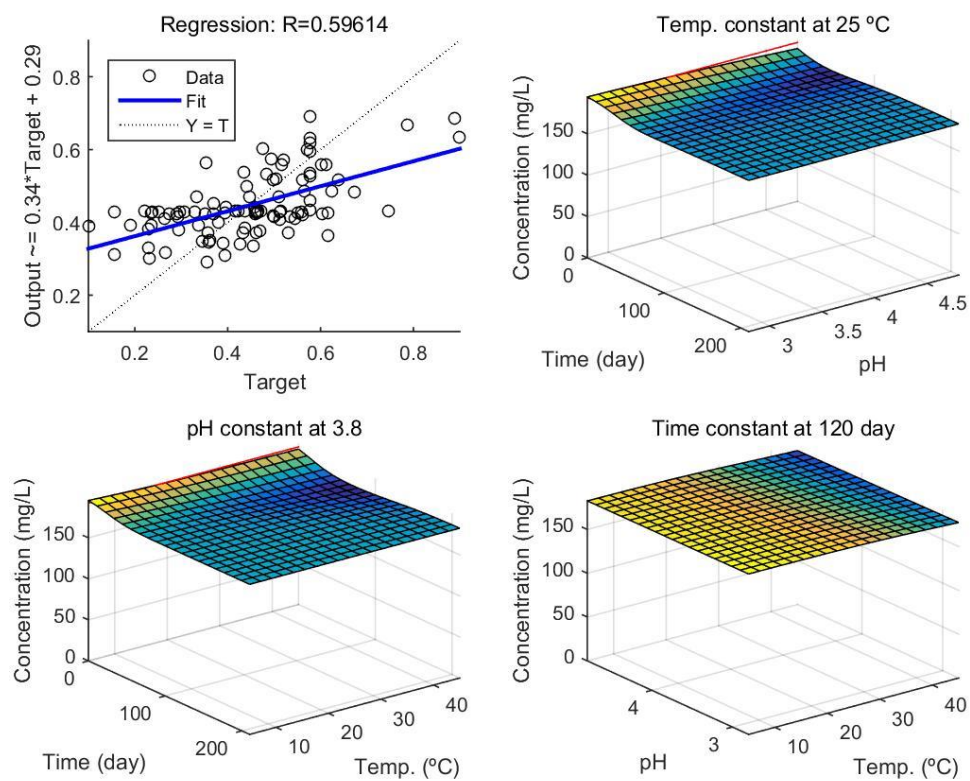 Regression: R=0.59614
Output ~= 0.34*Target + 0.29
0.8
0.6
0.4
0.2
Data
Fit
Y = T
0.2 0.4 0.6 0.8
Target
Temp. constant at 25 ºC
Concentration (mg/L)
150
100
50
0
0
100
200
Time (day)
3
3.5
4
4.5
pH
pH constant at 3.8
Concentration (mg/L)
150
100
50
0
0
100
200
Time (day)
10
20
30
40
Temp. (ºC)
Time constant at 120 day
Concentration (mg/L)
150
100
50
0
4
3
pH
10
20
30
40
Temp. (ºC)